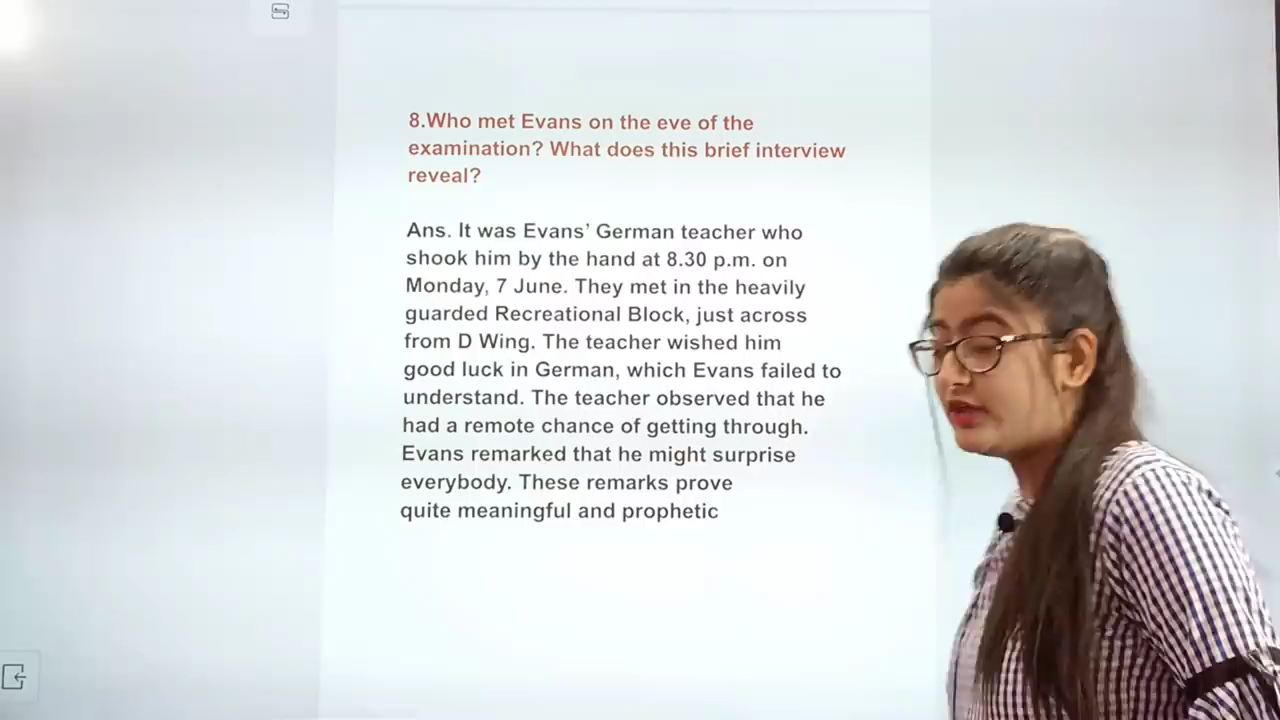 8.Who met Evans on the eve of the
examination? What does this brief interview
reveal?
Ans. It was Evans’ German teacher who
shook him by the hand at 8.30 p.m. on
Monday, 7 June. They met in the heavily
guarded Recreational Block, just across
from D Wing. The teacher wished him
good luck in German, which Evans failed to
understand. The teacher observed that he
had a remote chance of getting through.
Evans remarked that he might surprise
everybody. These remarks prove
quite meaningful and prophetic